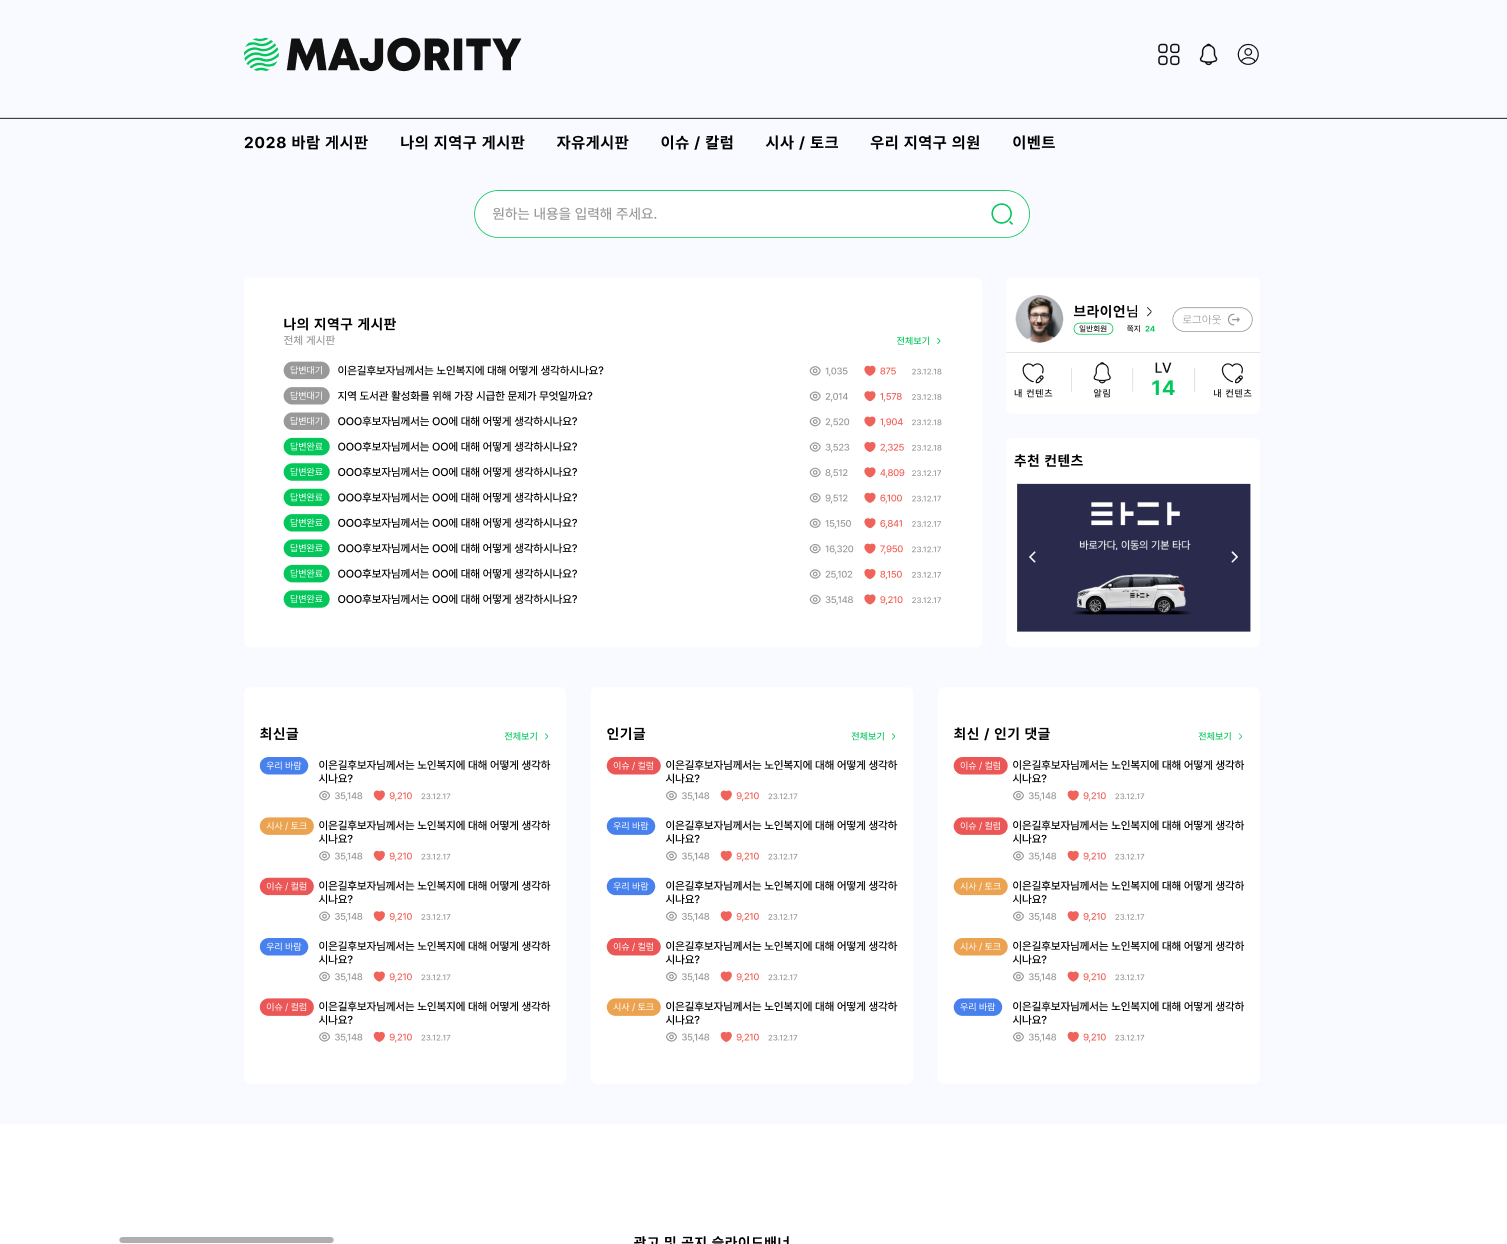 MAJORITY
2028 바람 게시판 나의 지역구 게시판 자유게시판 이슈 / 칼럼 시사 / 토크 우리 지역구 의원 이벤트
원하는 내용을 입력해 주세요.
나의 지역구 게시판
전체 게시판
전체보기
답변대기 이은길후보자님께서는 노인복지에 대해 어떻게 생각하시나요? 1,035 875 23.12.18
답변대기 지역 도서관 활성화를 위해 가장 시급한 문제가 무엇일까요? 2,014 1,578 23.12.18
답변대기 OOO후보자님께서는 OO에 대해 어떻게 생각하시나요? 2,520 1,904 23.12.18
답변완료 OOO후보자님께서는 OO에 대해 어떻게 생각하시나요? 3,523 2,325 23.12.18
답변완료 OOO후보자님께서는 OO에 대해 어떻게 생각하시나요? 8,512 4,809 23.12.17
답변완료 OOO후보자님께서는 OO에 대해 어떻게 생각하시나요? 9,512 6,100 23.12.17
답변완료 OOO후보자님께서는 OO에 대해 어떻게 생각하시나요? 15,150 6,841 23.12.17
답변완료 OOO후보자님께서는 OO에 대해 어떻게 생각하시나요? 16,320 7,950 23.12.17
답변완료 OOO후보자님께서는 OO에 대해 어떻게 생각하시나요? 25,102 8,150 23.12.17
답변완료 OOO후보자님께서는 OO에 대해 어떻게 생각하시나요? 35,148 9,210 23.12.17
브라이언님
일반회원 쪽지 24
로그아웃
내 컨텐츠
알림
LV
14
내 컨텐츠
추천 컨텐츠
타다
바로가다, 이동의 기본 타다
타다
최신글 전체보기
우리 바람 이은길후보자님께서는 노인복지에 대해 어떻게 생각하
시나요?
35,148 9,210 23.12.17
시사 / 토크 이은길후보자님께서는 노인복지에 대해 어떻게 생각하
시나요?
35,148 9,210 23.12.17
이슈 / 컬럼 이은길후보자님께서는 노인복지에 대해 어떻게 생각하
시나요?
35,148 9,210 23.12.17
우리 바람 이은길후보자님께서는 노인복지에 대해 어떻게 생각하
시나요?
35,148 9,210 23.12.17
이슈 / 컬럼 이은길후보자님께서는 노인복지에 대해 어떻게 생각하
시나요?
35,148 9,210 23.12.17
인기글 전체보기
이슈 / 컬럼 이은길후보자님께서는 노인복지에 대해 어떻게 생각하
시나요?
35,148 9,210 23.12.17
우리 바람 이은길후보자님께서는 노인복지에 대해 어떻게 생각하
시나요?
35,148 9,210 23.12.17
우리 바람 이은길후보자님께서는 노인복지에 대해 어떻게 생각하
시나요?
35,148 9,210 23.12.17
이슈 / 컬럼 이은길후보자님께서는 노인복지에 대해 어떻게 생각하
시나요?
35,148 9,210 23.12.17
시사 / 토크 이은길후보자님께서는 노인복지에 대해 어떻게 생각하
시나요?
35,148 9,210 23.12.17
최신 / 인기 댓글 전체보기
이슈 / 컬럼 이은길후보자님께서는 노인복지에 대해 어떻게 생각하
시나요?
35,148 9,210 23.12.17
이슈 / 컬럼 이은길후보자님께서는 노인복지에 대해 어떻게 생각하
시나요?
35,148 9,210 23.12.17
시사 / 토크 이은길후보자님께서는 노인복지에 대해 어떻게 생각하
시나요?
35,148 9,210 23.12.17
시사 / 토크 이은길후보자님께서는 노인복지에 대해 어떻게 생각하
시나요?
35,148 9,210 23.12.17
우리 바람 이은길후보자님께서는 노인복지에 대해 어떻게 생각하
시나요?
35,148 9,210 23.12.17
광고 및 공지 슬라이드배너